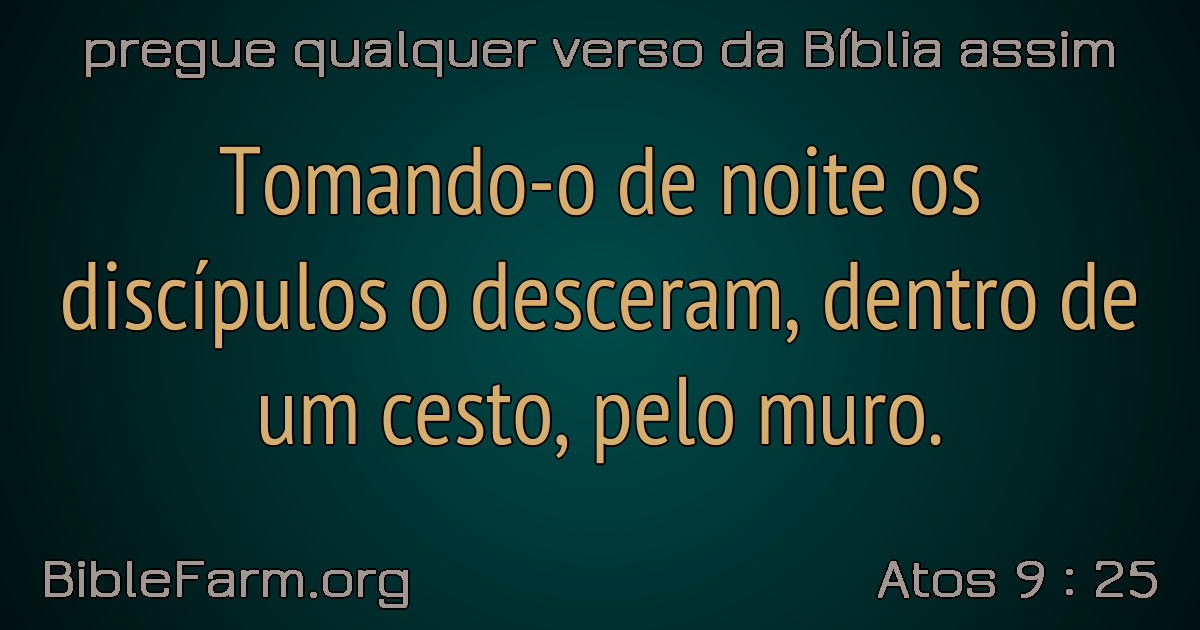 pregue qualquer verso da Bíblia assim
Tomando-o de noite os
discípulos o desceram, dentro de
um cesto, pelo muro.
BibleFarm.org
Atos 9 : 25